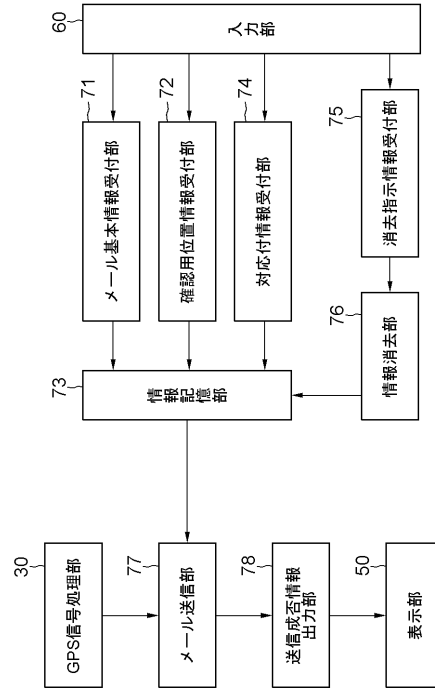 60
入力部
71
メール基本情報受付部
72
確認用位置情報受付部
74
対応付情報受付部
75
消去指示情報受付部
73
情報記憶部
76
情報消去部
30
GPS信号処理部
77
メール送信部
78
送信成否情報
出力部
50
表示部